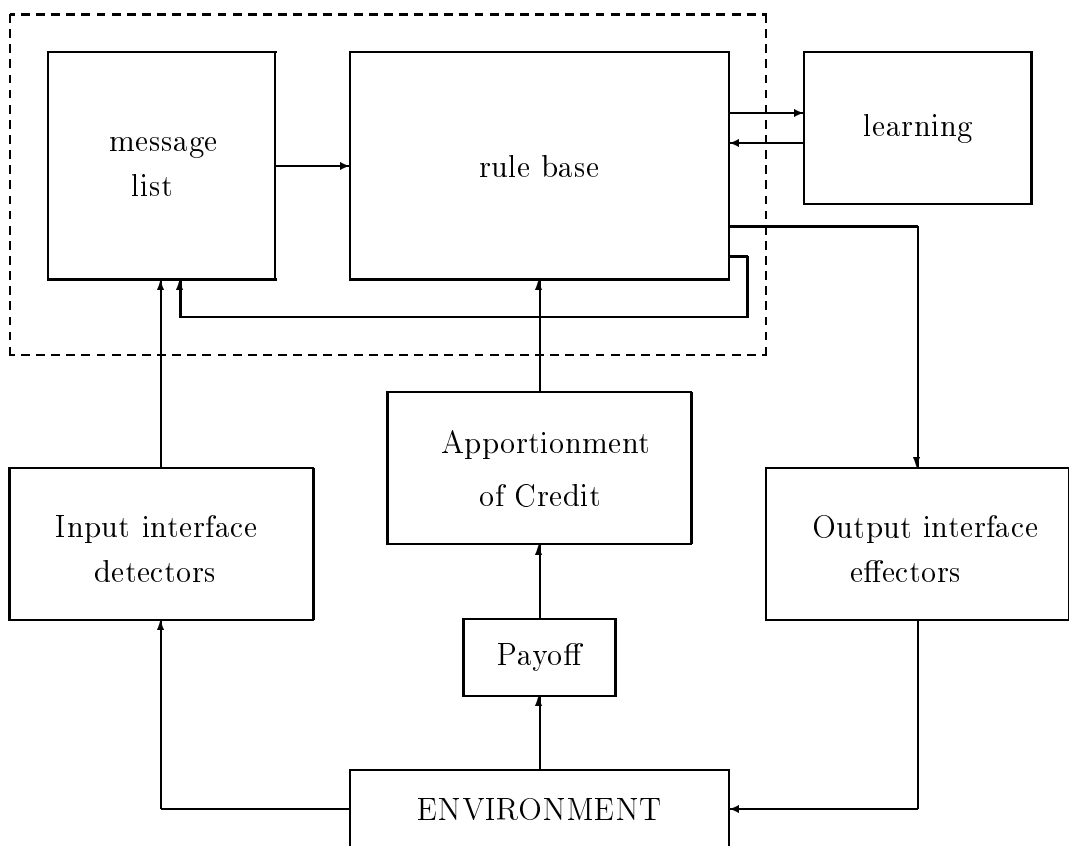 message
list
rule base
learning
Apportionment
of Credit
Input interface
detectors
Output interface
effectors
Payoff
ENVIRONMENT